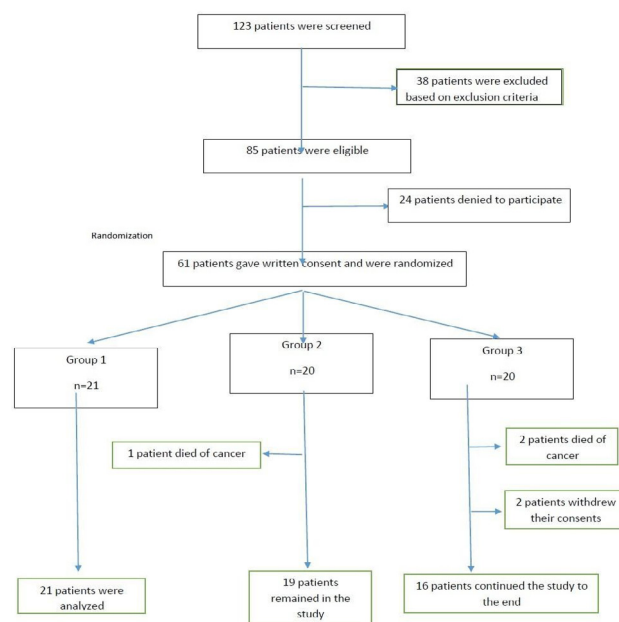 123 patients were screened
38 patients were excluded
based on exclusion criteria
85 patients were eligible
24 patients denied to participate
Randomization
61 patients gave written consent and were randomized
Group 1
n=21
Group 2
n=20
Group 3
n=20
1 patient died of cancer
2 patients died of
cancer
2 patients withdrew
their consents
21 patients were
analyzed
19 patients
remained in the
study
16 patients continued the study to
the end